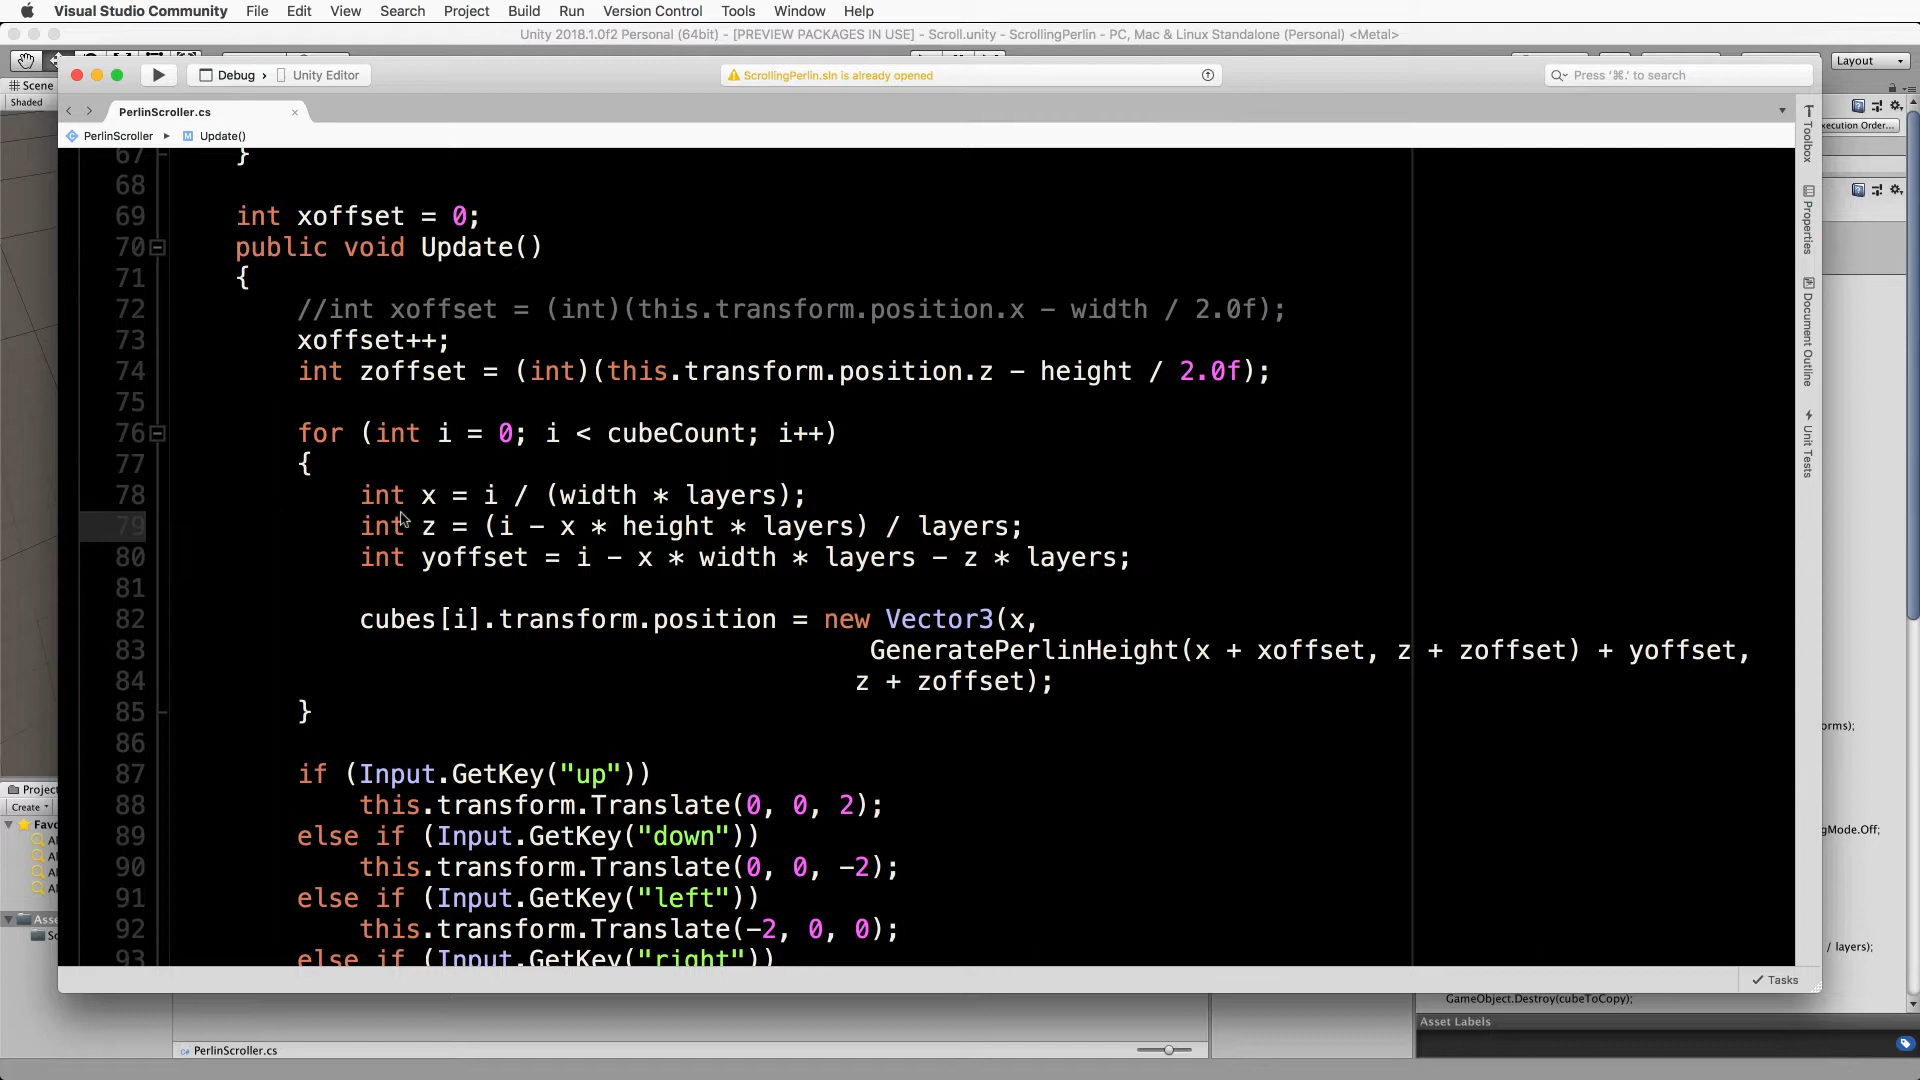 Visual Studio Community File Edit View Search Project Build Run Version Control Tools Window Help
Unity 2018.1.0f2 Personal (64bit) - [PREVIEW PACKAGES IN USE] - Scroll.unity - ScrollingPerlin - PC, Mac & Linux Standalone (Personal) <Metal>
Layout
Scene
Shaded
Debug › Unity Editor
ScrollingPerlin.sln is already opened
Press '⌘.' to search
PerlinScroller.cs
PerlinScroller ▸ Update()
67 }
68
69 int xoffset = 0;
70 public void Update()
71 {
72 //int xoffset = (int)(this.transform.position.x - width / 2.0f);
73 xoffset++;
74 int zoffset = (int)(this.transform.position.z - height / 2.0f);
75
76 for (int i = 0; i < cubeCount; i++)
77 {
78 int x = i / (width * layers);
79 int z = (i - x * height * layers) / layers;
80 int yoffset = i - x * width * layers - z * layers;
81
82 cubes[i].transform.position = new Vector3(x,
83 GeneratePerlinHeight(x + xoffset, z + zoffset) + yoffset,
84 z + zoffset);
85 }
86
87 if (Input.GetKey("up"))
88 this.transform.Translate(0, 0, 2);
89 else if (Input.GetKey("down"))
90 this.transform.Translate(0, 0, -2);
91 else if (Input.GetKey("left"))
92 this.transform.Translate(-2, 0, 0);
93 else if (Input.GetKey("right"))
Toolbox
Properties
Document Outline
Unit Tests
Tasks
xecution Order...
orms);
gMode.Off;
/ layers);
GameObject.Destroy(cubeToCopy);
Asset Labels
Project
Create
Favo
Al
Al
Al
Al
Asse
Sc
PerlinScroller.cs